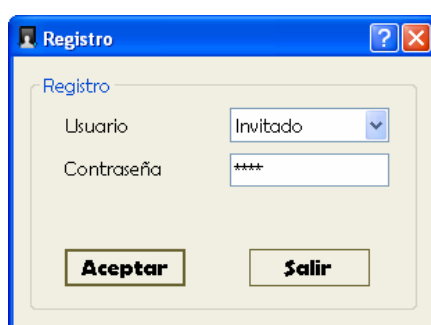 Registro
Registro
Usuario Invitado
Contraseña ****
Aceptar Salir